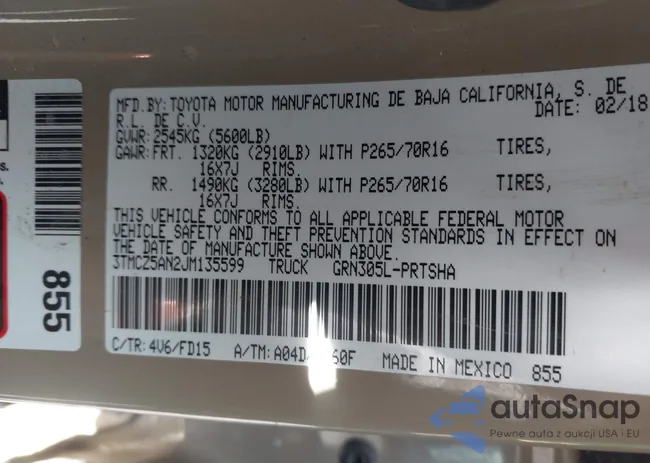 MFD.BY: TOYOTA MOTOR MANUFACTURING DE BAJA CALIFORNIA, S. DE
R.L. DE C.V. DATE: 02/18
GVWR: 2545KG (5600LB)
GAWR: FRT. 1320KG (2910LB) WITH P265/70R16 TIRES,
16X7J RIMS.
RR. 1490KG (3280LB) WITH P265/70R16 TIRES,
16X7J RIMS.
THIS VEHICLE CONFORMS TO ALL APPLICABLE FEDERAL MOTOR
VEHICLE SAFETY AND THEFT PREVENTION STANDARDS IN EFFECT ON
THE DATE OF MANUFACTURE SHOWN ABOVE.
3TMCZ5AN2JM135599 TRUCK GRN305L-PRTSHA
C/TR: 4V6/FD15 A/TM: A04D/ 60F MADE IN MEXICO 855
855
autaSnap
Pewne auta z aukcji USA i EU